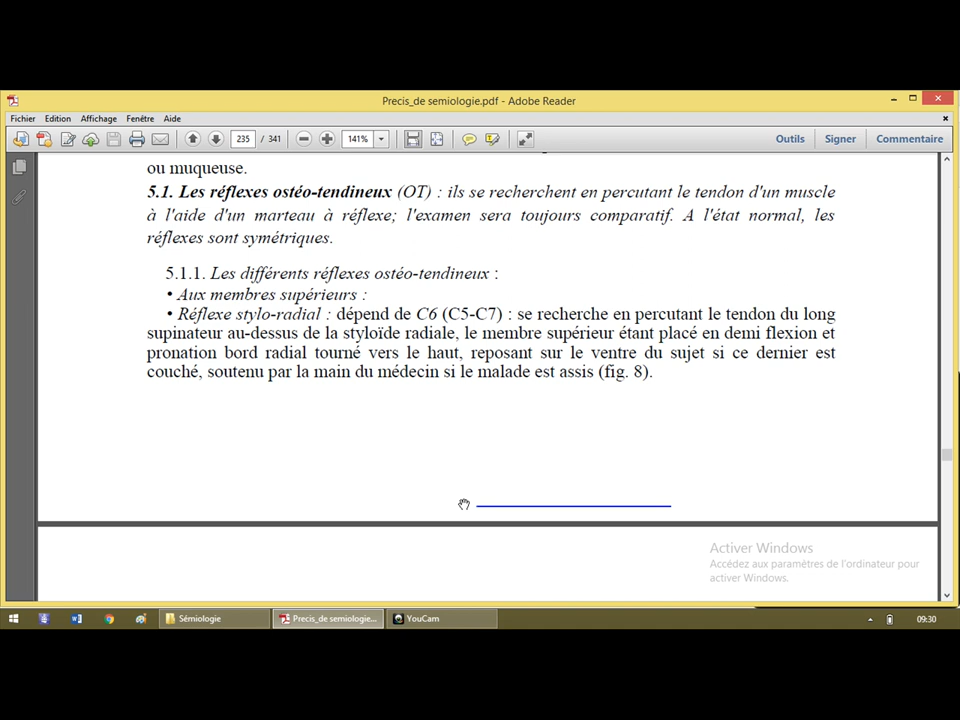 Precis_de semiologie.pdf - Adobe Reader
Fichier Edition Affichage Fenêtre Aide
235 / 341 141% Outils Signer Commentaire
ou muqueuse.
5.1. Les réflexes ostéo-tendineux (OT) : ils se recherchent en percutant le tendon d'un muscle
à l'aide d'un marteau à réflexe; l'examen sera toujours comparatif. A l'état normal, les
réflexes sont symétriques.
5.1.1. Les différents réflexes ostéo-tendineux :
• Aux membres supérieurs :
• Réflexe stylo-radial : dépend de C6 (C5-C7) : se recherche en percutant le tendon du long
supinateur au-dessus de la styloïde radiale, le membre supérieur étant placé en demi flexion et
pronation bord radial tourné vers le haut, reposant sur le ventre du sujet si ce dernier est
couché, soutenu par la main du médecin si le malade est assis (fig. 8).
Activer Windows
Accédez aux paramètres de l'ordinateur pour
activer Windows.
Sémiologie Precis_de semiologie... YouCam 09:30